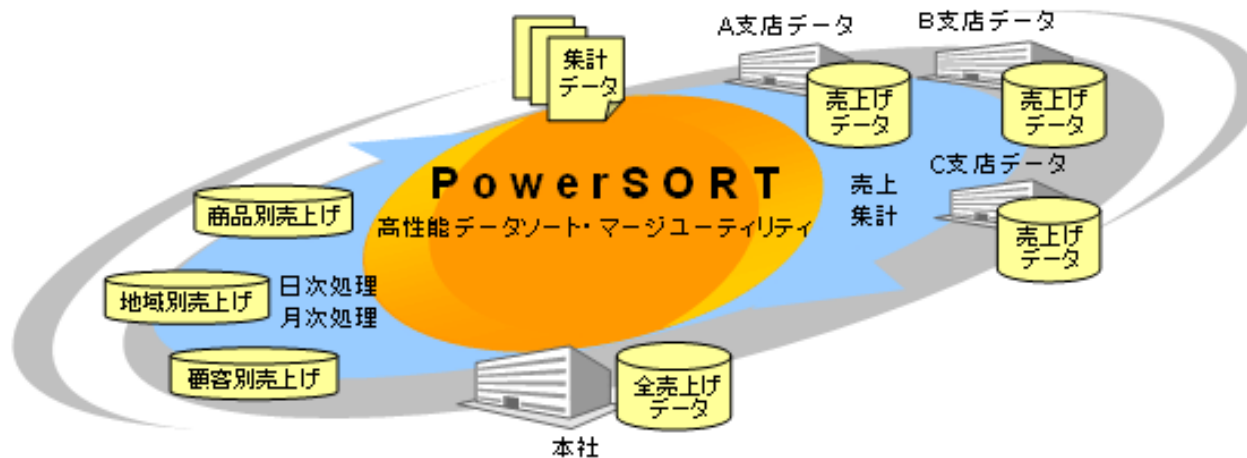 集計
データ
A支店データ
売上げ
データ
B支店データ
売上げ
データ
C支店データ
売上げ
データ
売上
集計
PowerSORT
高性能データソート・マージユーティリティ
商品別売上げ
地域別売上げ
日次処理
月次処理
顧客別売上げ
本社
全売上げ
データ